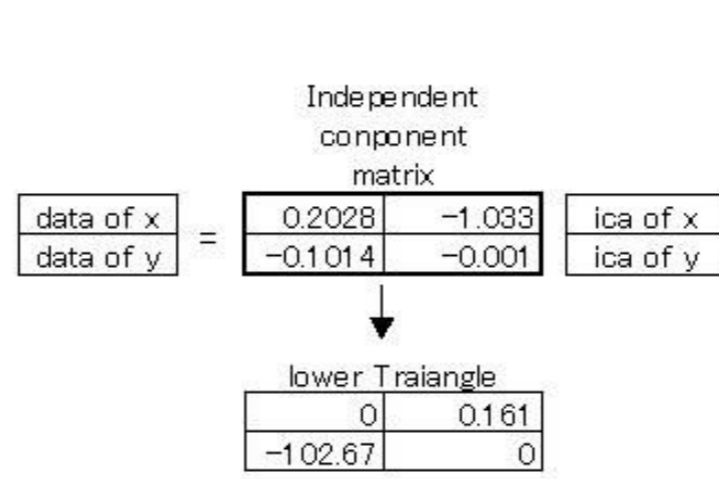 Independent
conponent
matrix
data of x = 0.2028 −1.033 ica of x
data of y −0.1014 −0.001 ica of y
lower Traiangle
0 0.161
−102.67 0